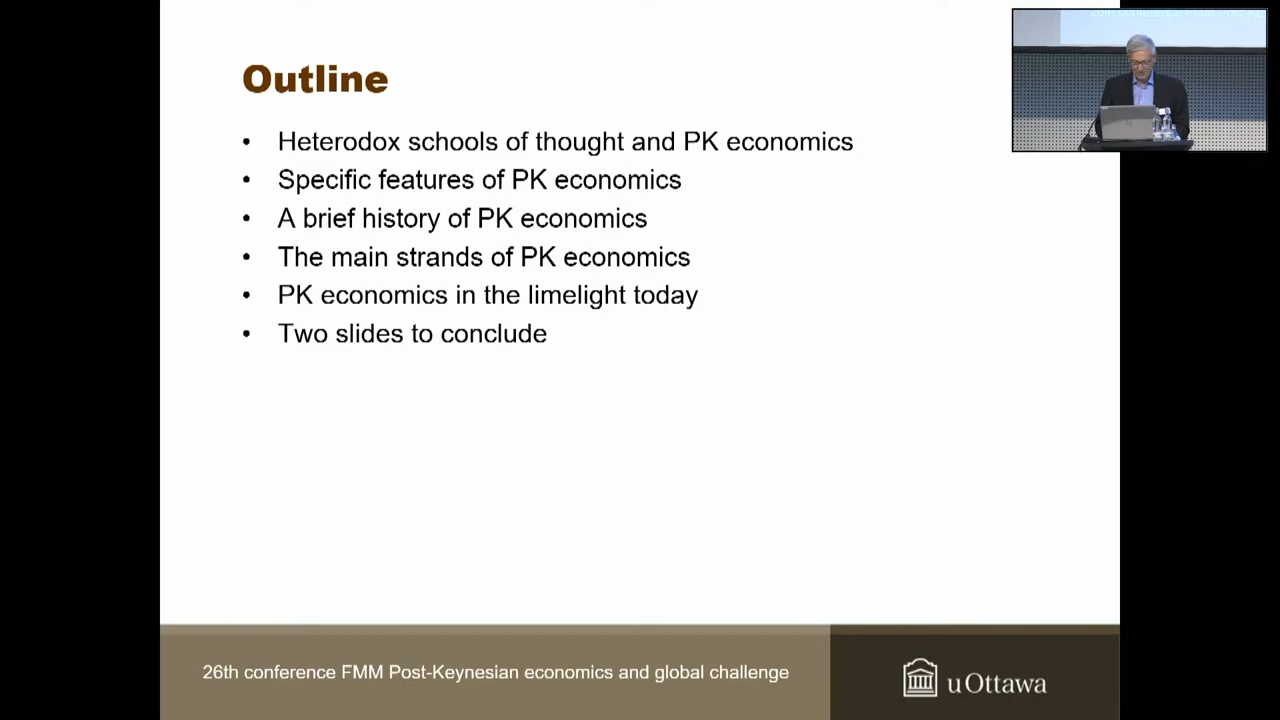 Outline
• Heterodox schools of thought and PK economics
• Specific features of PK economics
• A brief history of PK economics
• The main strands of PK economics
• PK economics in the limelight today
• Two slides to conclude
26th conference FMM Post-Keynesian economics and global challenge
uOttawa